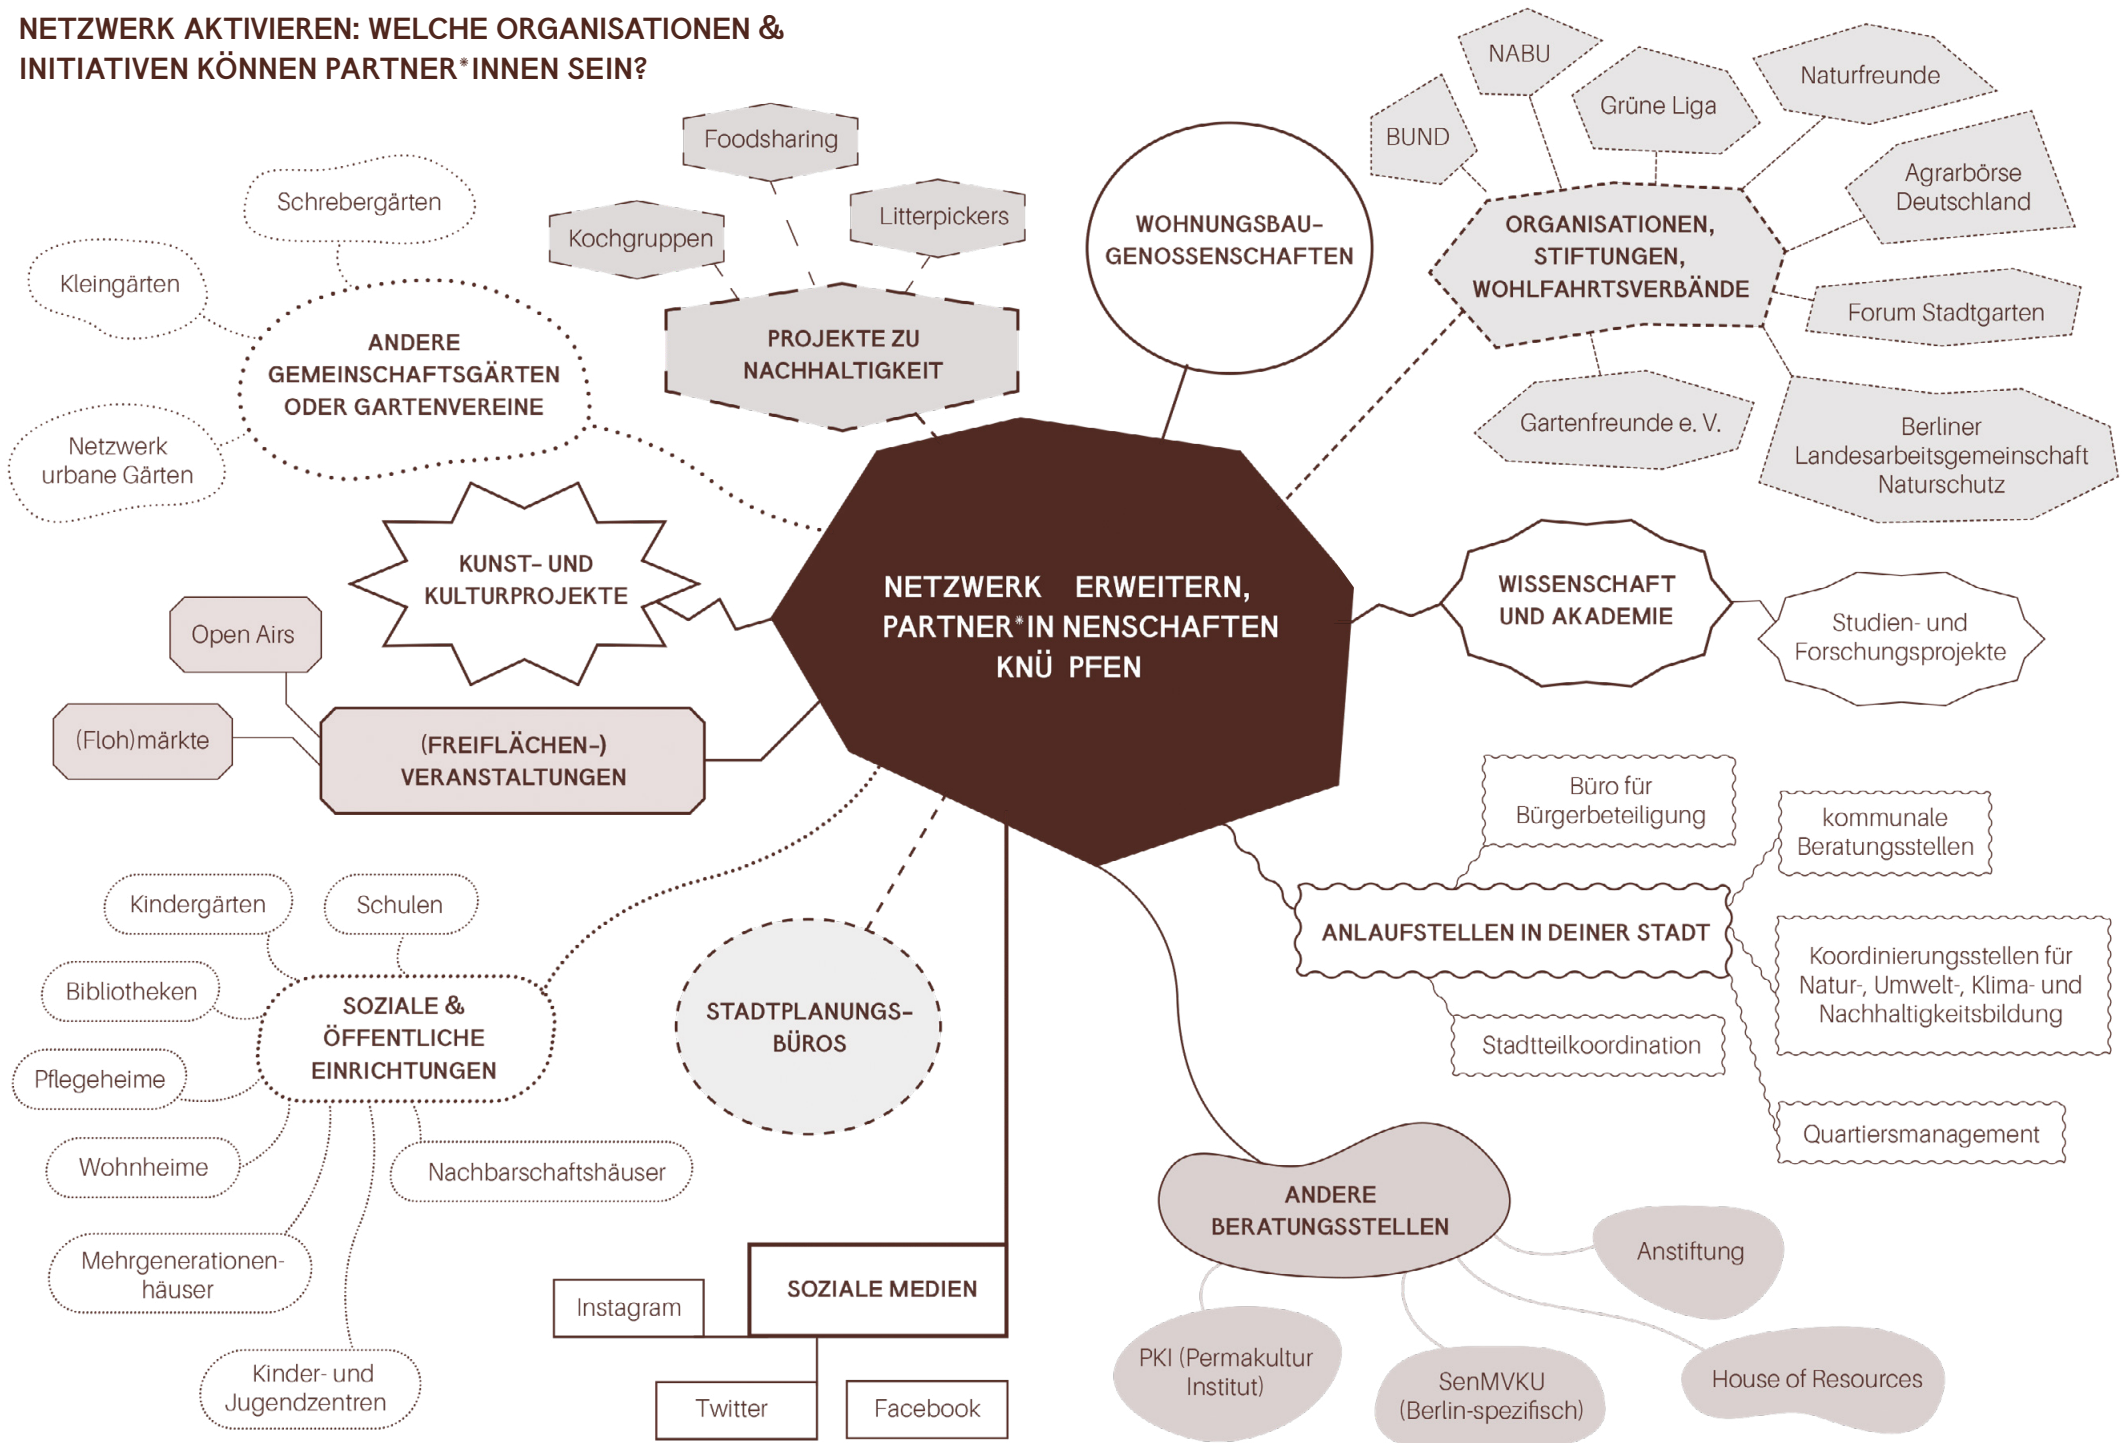 NETZWERK AKTIVIEREN: WELCHE ORGANISATIONEN &
INITIATIVEN KÖNNEN PARTNER*INNEN SEIN?
NABU
BUND
Grüne Liga
Naturfreunde
Agrarbörse
Deutschland
Forum Stadtgarten
Gartenfreunde e. V.
Berliner
Landesarbeitsgemeinschaft
Naturschutz
ORGANISATIONEN,
STIFTUNGEN,
WOHLFAHRTSVERBÄNDE
WOHNUNGSBAU-
GENOSSENSCHAFTEN
Foodsharing
Kochgruppen
Litterpickers
PROJEKTE ZU
NACHHALTIGKEIT
Schrebergärten
Kleingärten
Netzwerk
urbane Gärten
ANDERE
GEMEINSCHAFTSGÄRTEN
ODER GARTENVEREINE
KUNST- UND
KULTURPROJEKTE
NETZWERK ERWEITERN,
PARTNER*IN NENSCHAFTEN
KNÜ PFEN
WISSENSCHAFT
UND AKADEMIE
Studien- und
Forschungsprojekte
Open Airs
(Floh)märkte
(FREIFLÄCHEN-)
VERANSTALTUNGEN
Büro für
Bürgerbeteiligung
kommunale
Beratungsstellen
ANLAUFSTELLEN IN DEINER STADT
Koordinierungsstellen für
Natur-, Umwelt-, Klima- und
Nachhaltigkeitsbildung
Stadtteilkoordination
Quartiersmanagement
Kindergärten
Schulen
Bibliotheken
SOZIALE &
ÖFFENTLICHE
EINRICHTUNGEN
Pflegeheime
Wohnheime
Nachbarschaftshäuser
Mehrgenerationen-
häuser
Kinder- und
Jugendzentren
STADTPLANUNGS-
BÜROS
SOZIALE MEDIEN
Instagram
Twitter
Facebook
ANDERE
BERATUNGSSTELLEN
Anstiftung
PKI (Permakultur
Institut)
SenMVKU
(Berlin-spezifisch)
House of Resources